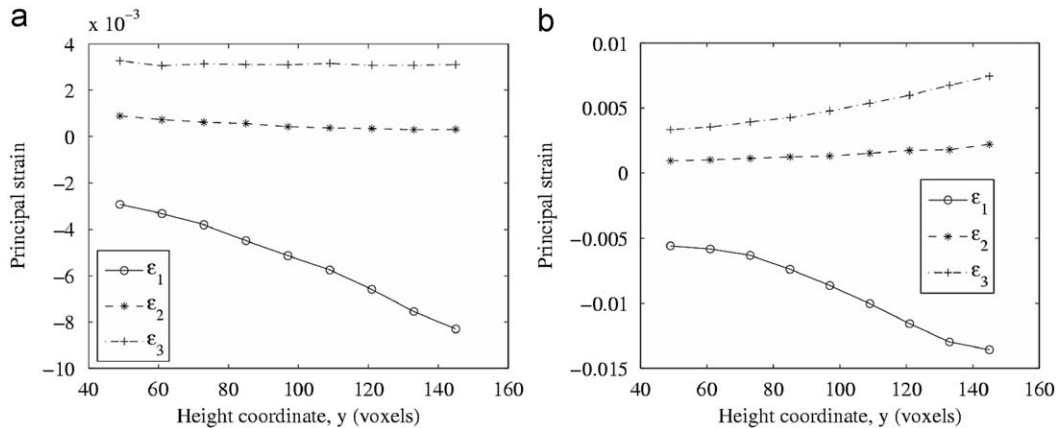 a
x 10⁻³
4
2
0
−2
−4
−6
−8
−10
40 60 80 100 120 140 160
Principal strain
Height coordinate, y (voxels)
ε₁
ε₂
ε₃
b
0.01
0.005
0
−0.005
−0.01
−0.015
40 60 80 100 120 140 160
Principal strain
Height coordinate, y (voxels)
ε₁
ε₂
ε₃